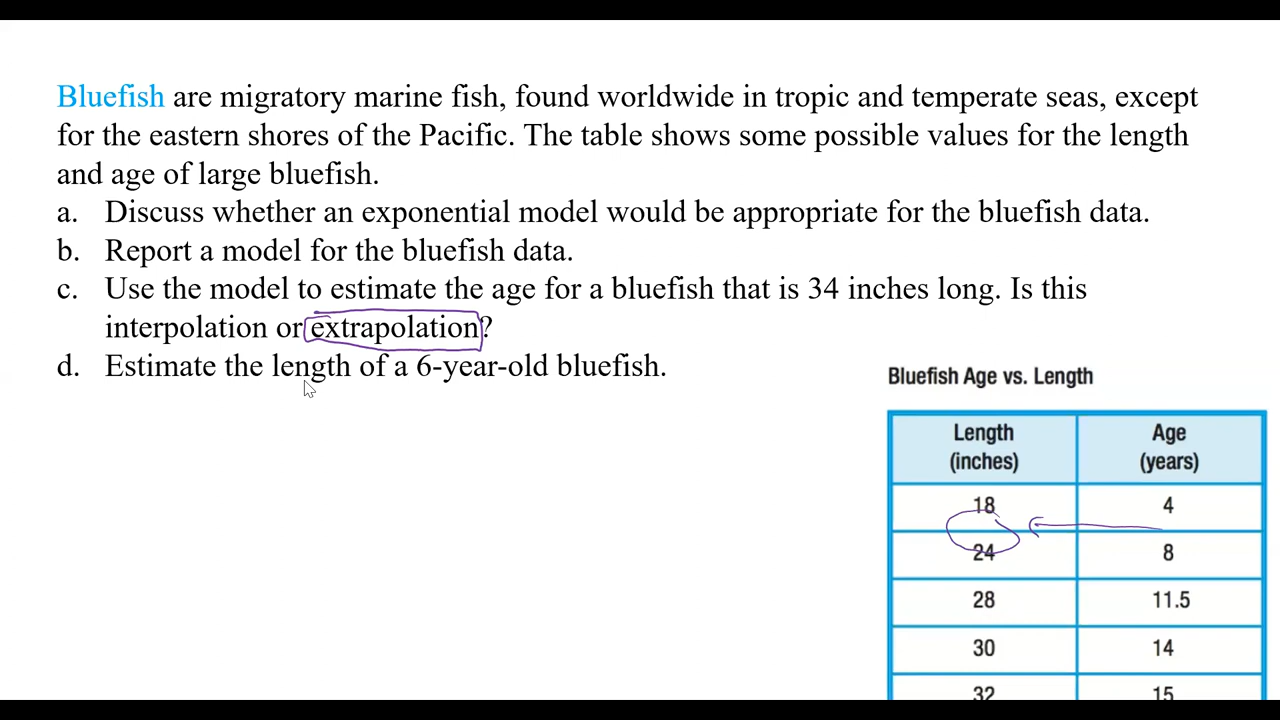 Bluefish are migratory marine fish, found worldwide in tropic and temperate seas, except
for the eastern shores of the Pacific. The table shows some possible values for the length
and age of large bluefish.
a. Discuss whether an exponential model would be appropriate for the bluefish data.
b. Report a model for the bluefish data.
c. Use the model to estimate the age for a bluefish that is 34 inches long. Is this
interpolation or extrapolation?
d. Estimate the length of a 6-year-old bluefish.
Bluefish Age vs. Length
Length Age
(inches) (years)
18 4
24 8
28 11.5
30 14
32 15